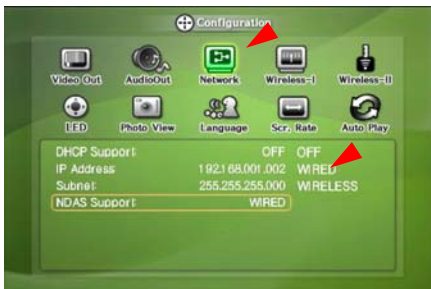 Configuration
Video Out AudioOut Network Wireless-I Wireless-II
LED Photo View Language Scr. Rate Auto Play
DHCP Support: OFF OFF
IP Address: 192.168.001.002 WIRED
Subnet: 255.255.255.000 WIRELESS
NDAS Support: WIRED